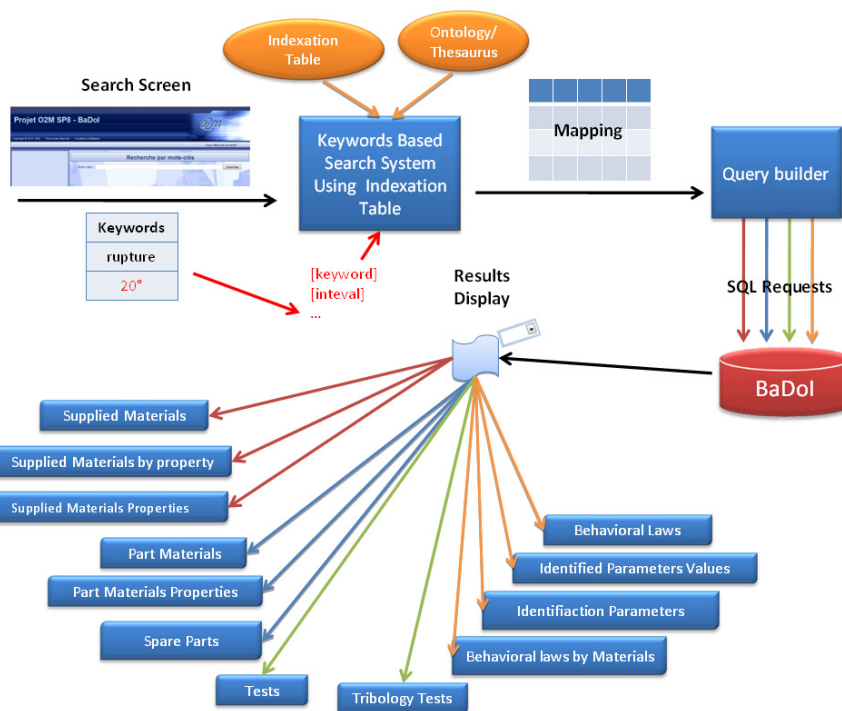 Indexation
Table
Ontology/
Thesaurus
Search Screen
Projet O2M SP8 - BaDol
o2m
Recherche par mots-clés
Chercher
Keywords Based
Search System
Using Indexation
Table
Mapping
Query builder
Keywords
rupture
20°
[keyword]
[inteval]
...
Results
Display
SQL Requests
BaDol
Supplied Materials
Supplied Materials by property
Supplied Materials Properties
Part Materials
Part Materials Properties
Spare Parts
Tests
Tribology Tests
Behavioral Laws
Identified Parameters Values
Identifiaction Parameters
Behavioral laws by Materials